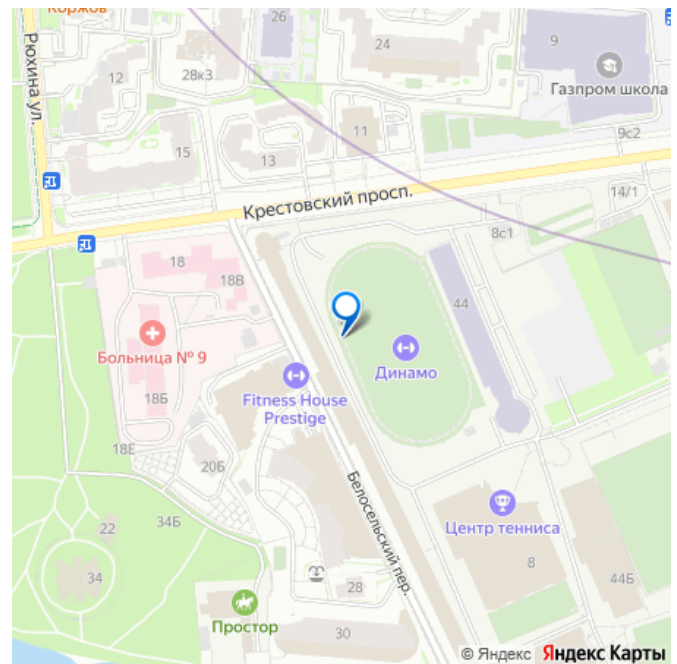 Коржов
26
24
9
Газпром школа
Рюхина ул.
12
28к3
15
13
11
9с2
Крестовский просп.
14/1
8с1
18
18В
44
Больница № 9
Динамо
18Б
Fitness House
Prestige
18Е
20Б
Белосельский пер.
Центр тенниса
22
34Б
8
34
28
44Б
Простор
30
© Яндекс Яндекс Карты